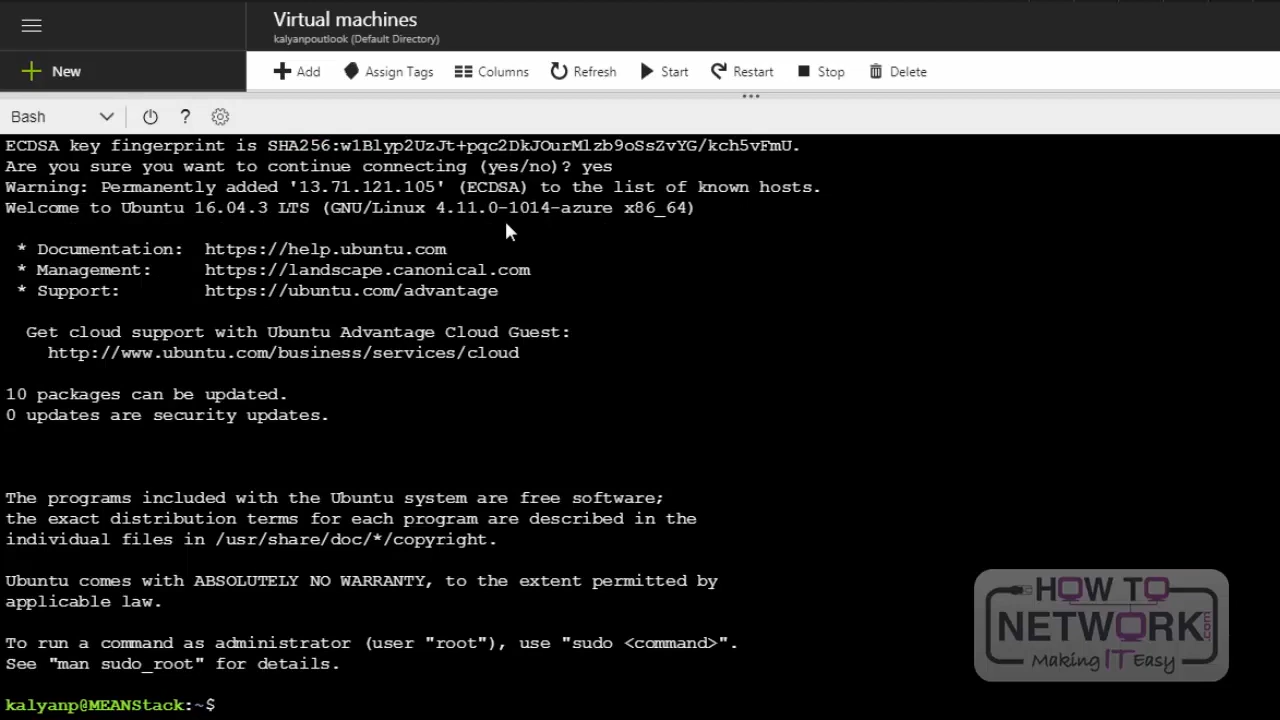 Virtual machines
kalyanpoutlook (Default Directory)
New
Add
Assign Tags
Columns
Refresh
Start
Restart
Stop
Delete
Bash
?
ECDSA key fingerprint is SHA256:w1Blyp2UzJt+pqc2DkJOurMlzb9oSsZvYG/kch5vFmU.
Are you sure you want to continue connecting (yes/no)? yes
Warning: Permanently added '13.71.121.105' (ECDSA) to the list of known hosts.
Welcome to Ubuntu 16.04.3 LTS (GNU/Linux 4.11.0-1014-azure x86_64)
* Documentation: https://help.ubuntu.com
* Management: https://landscape.canonical.com
* Support: https://ubuntu.com/advantage
Get cloud support with Ubuntu Advantage Cloud Guest:
http://www.ubuntu.com/business/services/cloud
10 packages can be updated.
0 updates are security updates.
The programs included with the Ubuntu system are free software;
the exact distribution terms for each program are described in the
individual files in /usr/share/doc/*/copyright.
Ubuntu comes with ABSOLUTELY NO WARRANTY, to the extent permitted by
applicable law.
To run a command as administrator (user "root"), use "sudo <command>".
See "man sudo_root" for details.
kalyanp@MEANStack:~$
HOW TO
NETWORK.com
Making IT Easy